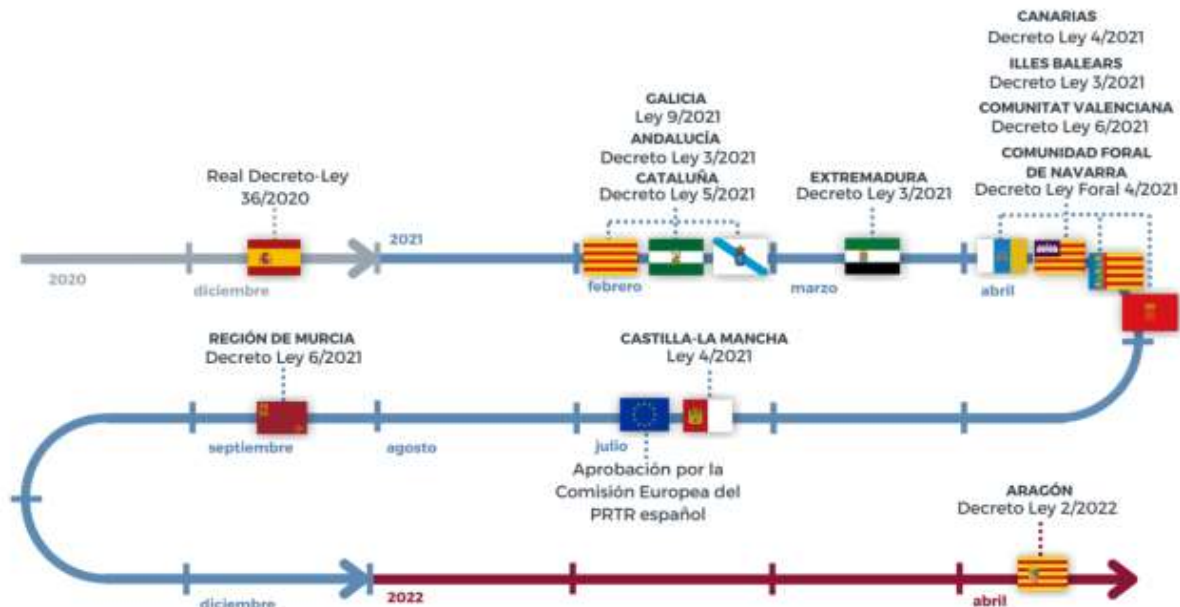 CANARIAS
Decreto Ley 4/2021
ILLES BALEARS
Decreto Ley 3/2021
COMUNITAT VALENCIANA
Decreto Ley 6/2021
COMUNIDAD FORAL
DE NAVARRA
Decreto Ley Foral 4/2021
GALICIA
Ley 9/2021
ANDALUCÍA
Decreto Ley 3/2021
CATALUÑA
Decreto Ley 5/2021
EXTREMADURA
Decreto Ley 3/2021
Real Decreto-Ley
36/2020
2020
diciembre
2021
febrero
marzo
abril
REGIÓN DE MURCIA
Decreto Ley 6/2021
CASTILLA-LA MANCHA
Ley 4/2021
septiembre
agosto
julio
Aprobación por la
Comisión Europea del
PRTR español
ARAGÓN
Decreto Ley 2/2022
diciembre
2022
abril